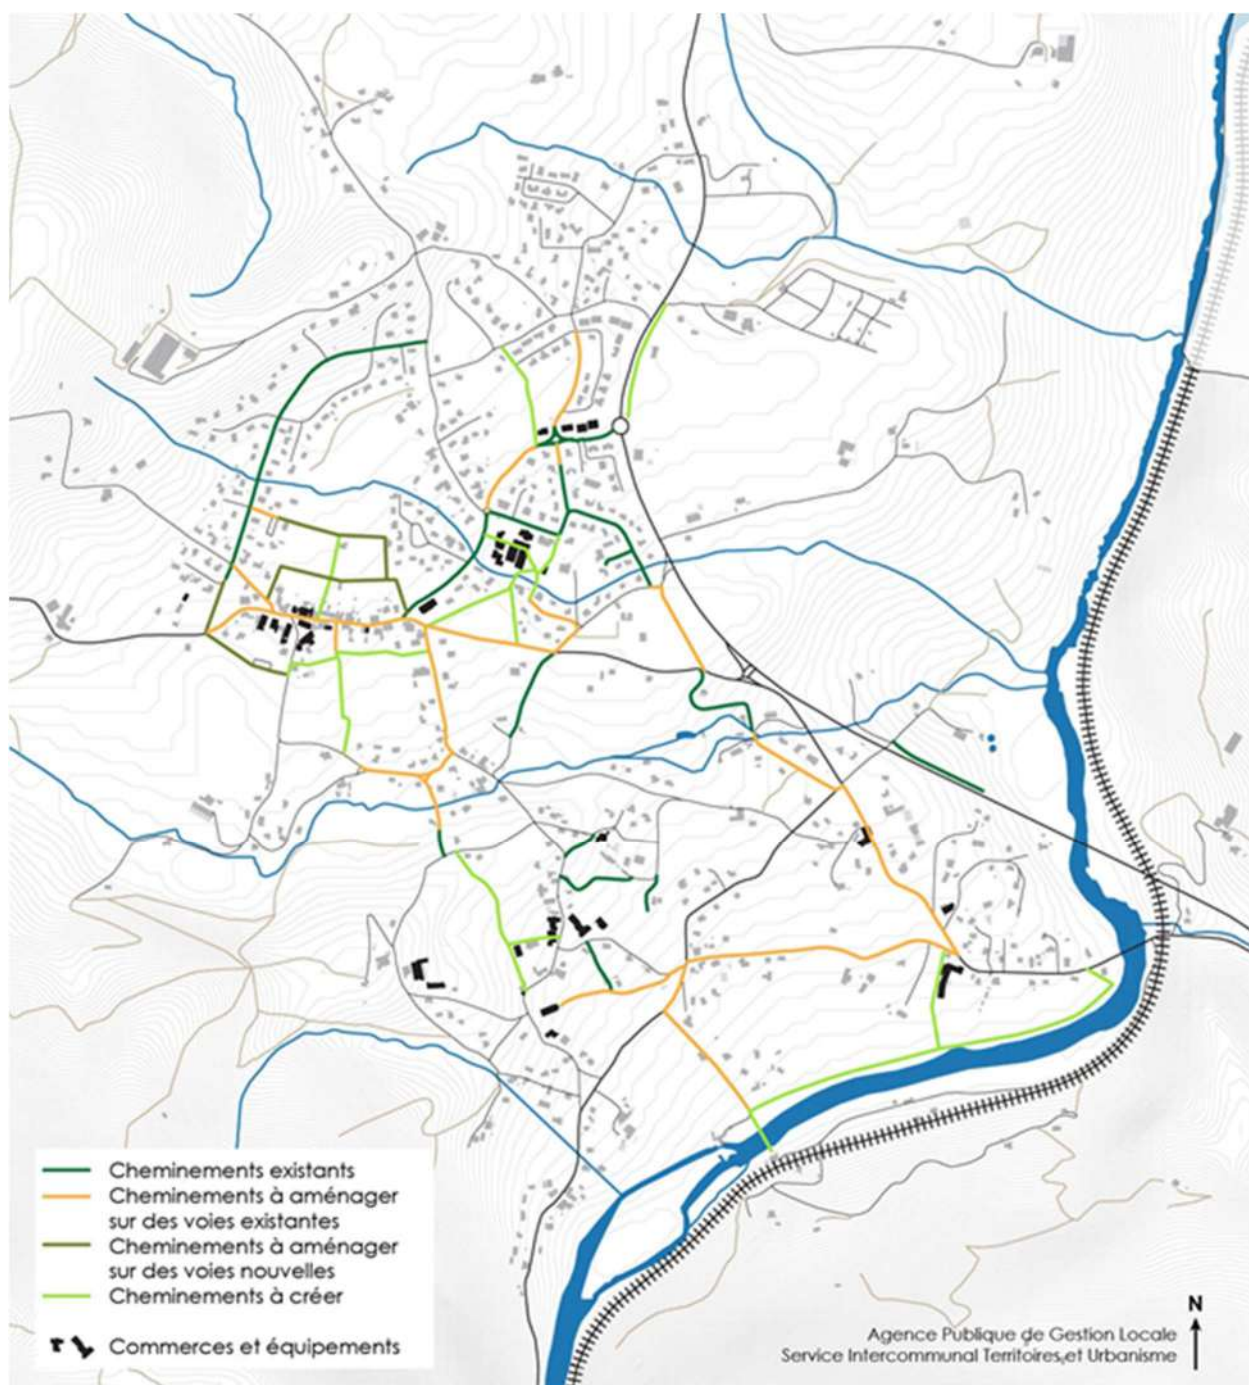 Cheminements existants
Cheminements à aménager
sur des voies existantes
Cheminements à aménager
sur des voies nouvelles
Cheminements à créer
Commerces et équipements
N
Agence Publique de Gestion Locale
Service Intercommunal Territoires et Urbanisme